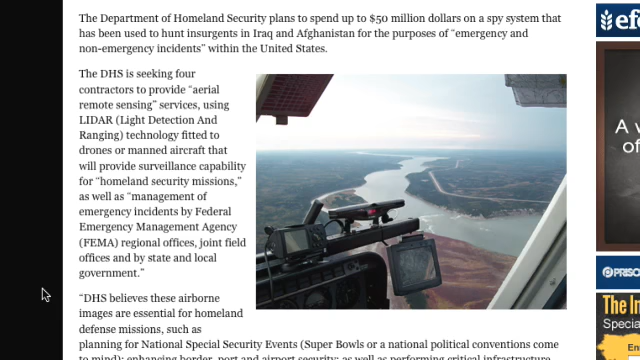 The Department of Homeland Security plans to spend up to $50 million dollars on a spy system that
has been used to hunt insurgents in Iraq and Afghanistan for the purposes of “emergency and
non-emergency incidents” within the United States.
The DHS is seeking four
contractors to provide “aerial
remote sensing” services, using
LIDAR (Light Detection And
Ranging) technology fitted to
drones or manned aircraft that
will provide surveillance capability
for “homeland security missions,”
as well as “management of
emergency incidents by Federal
Emergency Management Agency
(FEMA) regional offices, joint field
offices and by state and local
government.”
“DHS believes these airborne
images are essential for homeland
defense missions, such as
planning for National Special Security Events (Super Bowls or a national political conventions come
to mind); enhancing border, port and airport security; as well as performing critical infrastructure
efo
A
of
The In
Specia
En